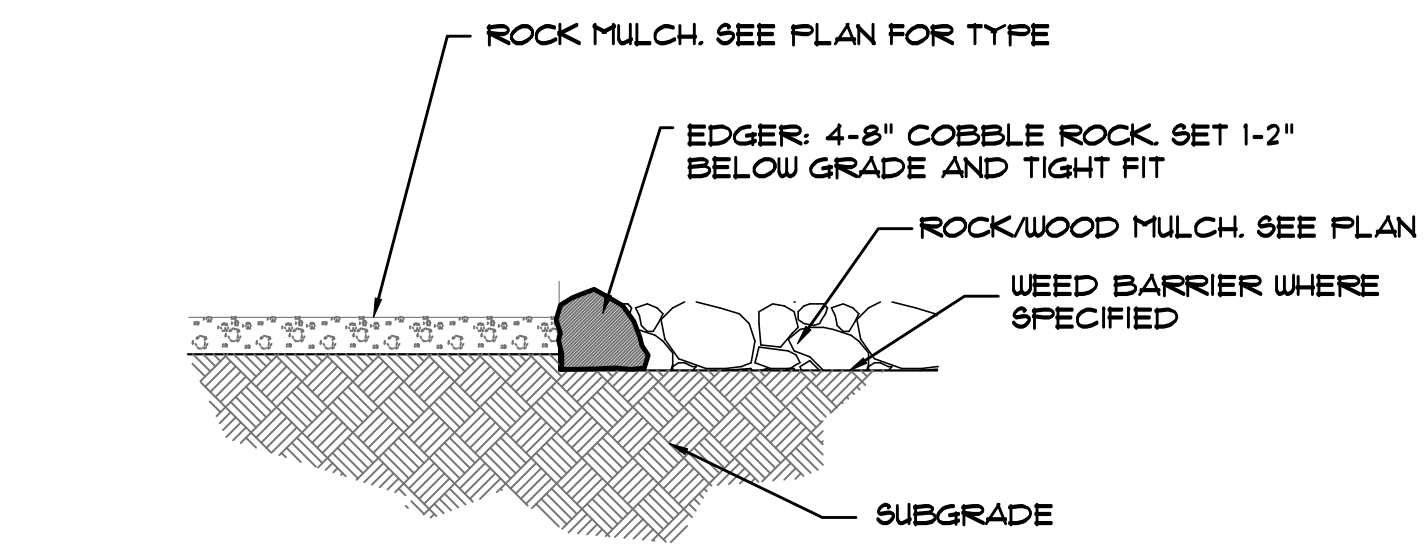 ROCK MULCH. SEE PLAN FOR TYPE
EDGER: 4-8" COBBLE ROCK. SET 1-2"
BELOW GRADE AND TIGHT FIT
ROCK/WOOD MULCH. SEE PLAN
WEED BARRIER WHERE
SPECIFIED
SUBGRADE